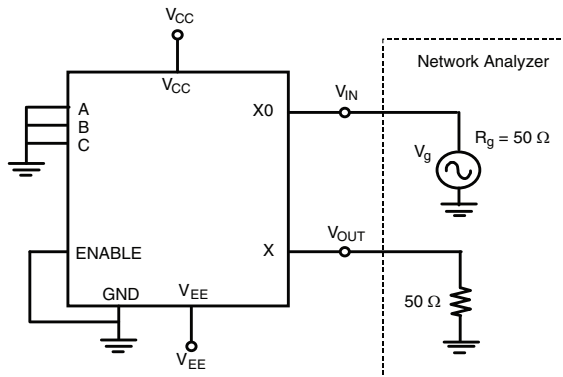 V_CC
Network Analyzer
V_CC
V_IN
A
X0
B
C
V_g
R_g = 50 Ω
V_OUT
ENABLE
X
GND
V_EE
50 Ω
V_EE